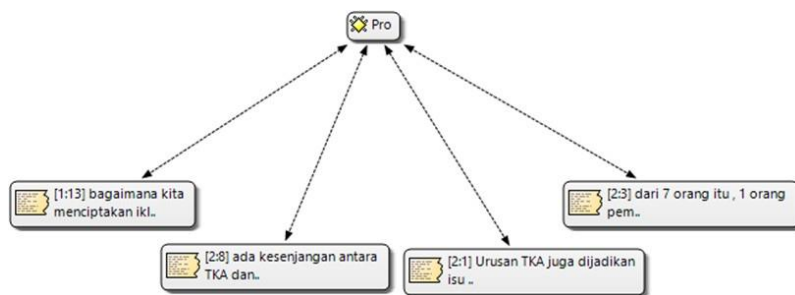 Pro
[1:13] bagaimana kita
menciptakan ikl..
[2:3] dari 7 orang itu , 1 orang
pem..
[2:8] ada kesenjangan antara
TKA dan..
[2:1] Urusan TKA juga dijadikan
isu ..